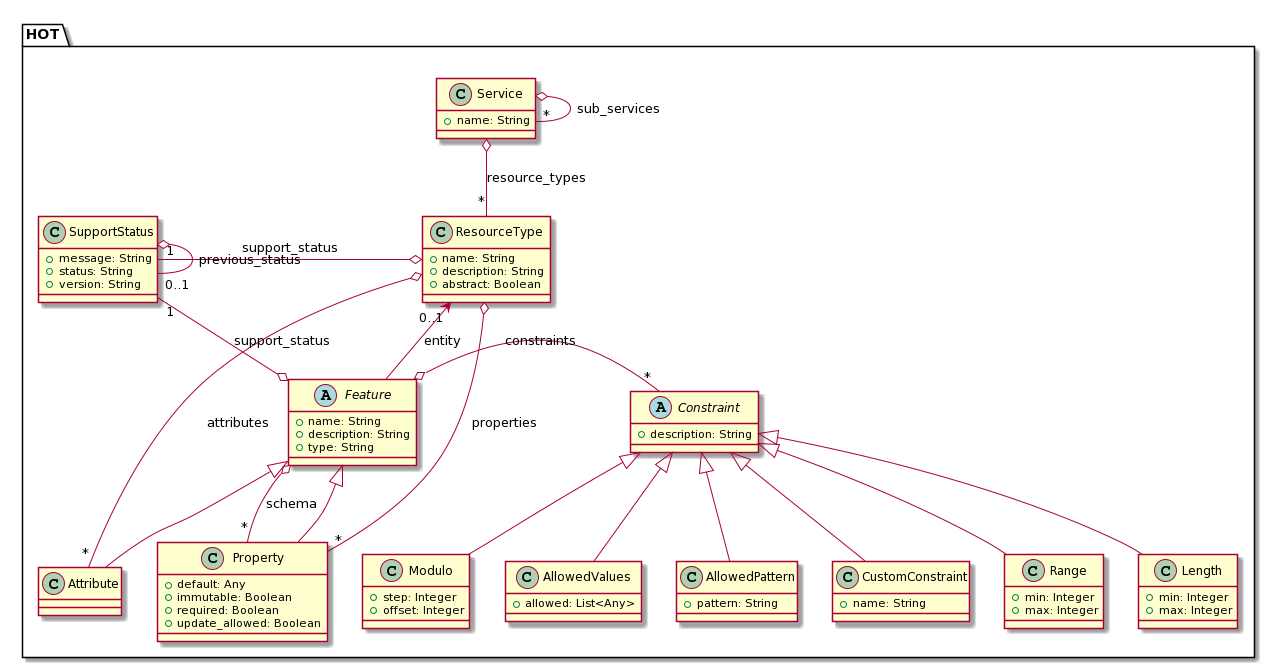 HOT
C Service
name: String
*
sub_services
resource_types
*
C SupportStatus
message: String
status: String
version: String
1
support_status
previous_status
0..1
1
C ResourceType
name: String
description: String
abstract: Boolean
0..1
support_status
entity
constraints
*
A Feature
name: String
description: String
type: String
A Constraint
description: String
attributes
properties
schema
*
*
*
C Attribute
C Property
default: Any
immutable: Boolean
required: Boolean
update_allowed: Boolean
C Modulo
step: Integer
offset: Integer
C AllowedValues
allowed: List<Any>
C AllowedPattern
pattern: String
C CustomConstraint
name: String
C Range
min: Integer
max: Integer
C Length
min: Integer
max: Integer